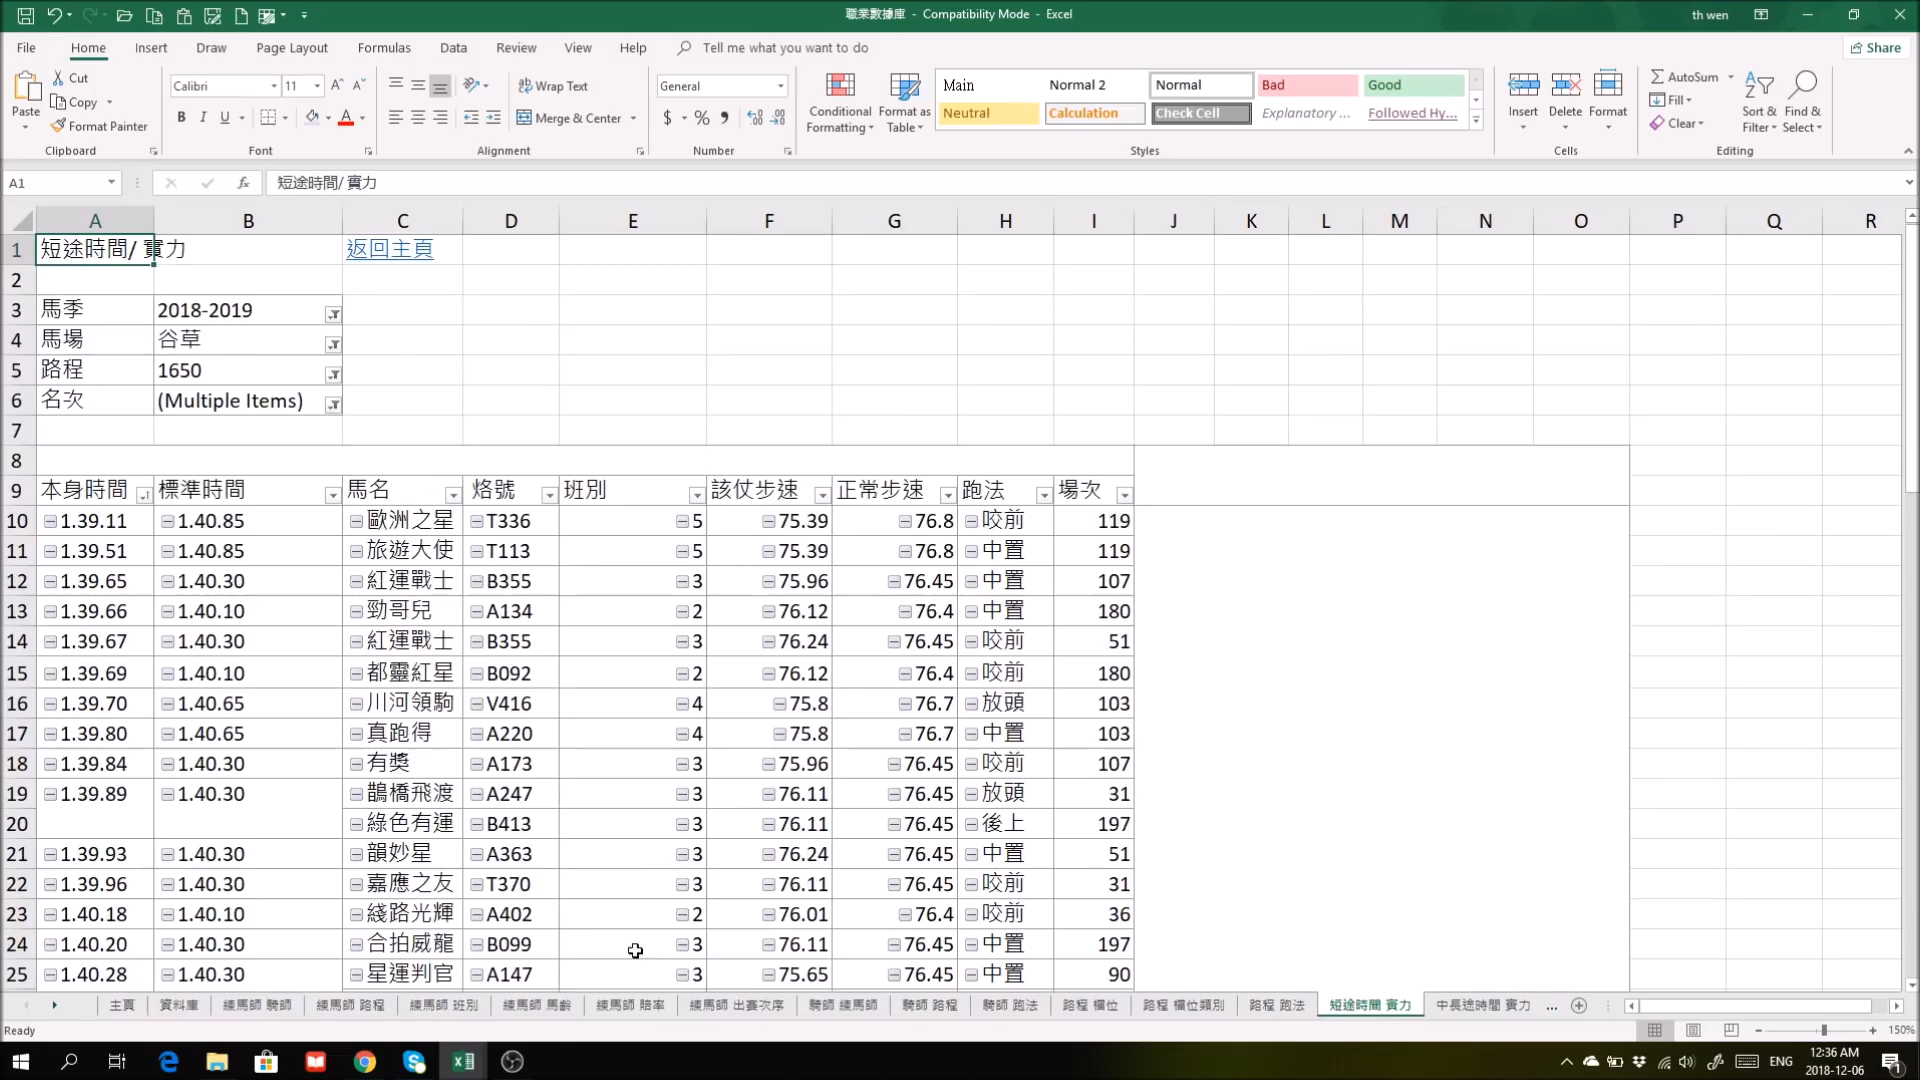 職業數據庫 - Compatibility Mode - Excel
th wen
File Home Insert Draw Page Layout Formulas Data Review View Help Tell me what you want to do
Share
Paste
Cut
Copy
Format Painter
Clipboard
Calibri 11
B I U
Font
Wrap Text
Merge & Center
Alignment
General
$ % ,
Number
Conditional Formatting
Format as Table
Main Normal 2 Normal Bad Good
Neutral Calculation Check Cell Explanatory ... Followed Hy...
Styles
Insert Delete Format
Cells
AutoSum
Fill
Clear
Sort & Filter
Find & Select
Editing
A1 fx 短途時間/ 實力
A B C D E F G H I J K L M N O P Q R
1 短途時間/ 實力 返回主頁
2
3 馬季 2018-2019
4 馬場 谷草
5 路程 1650
6 名次 (Multiple Items)
7
8
9 本身時間 標準時間 馬名 烙號 班別 該仗步速 正常步速 跑法 場次
10 1.39.11 1.40.85 歐洲之星 T336 5 75.39 76.8 咬前 119
11 1.39.51 1.40.85 旅遊大使 T113 5 75.39 76.8 中置 119
12 1.39.65 1.40.30 紅運戰士 B355 3 75.96 76.45 中置 107
13 1.39.66 1.40.10 勁哥兒 A134 2 76.12 76.4 中置 180
14 1.39.67 1.40.30 紅運戰士 B355 3 76.24 76.45 咬前 51
15 1.39.69 1.40.10 都靈紅星 B092 2 76.12 76.4 咬前 180
16 1.39.70 1.40.65 川河領駒 V416 4 75.8 76.7 放頭 103
17 1.39.80 1.40.65 真跑得 A220 4 75.8 76.7 中置 103
18 1.39.84 1.40.30 有獎 A173 3 75.96 76.45 咬前 107
19 1.39.89 1.40.30 鵲橋飛渡 A247 3 76.11 76.45 放頭 31
20 綠色有運 B413 3 76.11 76.45 後上 197
21 1.39.93 1.40.30 韻妙星 A363 3 76.24 76.45 中置 51
22 1.39.96 1.40.30 嘉應之友 T370 3 76.11 76.45 咬前 31
23 1.40.18 1.40.10 綫路光輝 A402 2 76.01 76.4 咬前 36
24 1.40.20 1.40.30 合拍威龍 B099 3 76.11 76.45 中置 197
25 1.40.28 1.40.30 星運判官 A147 3 75.65 76.45 中置 90
主頁 資料庫 練馬師 騎師 練馬師 路程 練馬師 班別 練馬師 馬齡 練馬師 賠率 練馬師 出賽次序 騎師 練馬師 騎師 路程 騎師 跑法 路程 檔位 路程 檔位類別 路程 跑法 短途時間 實力 中長途時間 實力 ...
Ready
150%
ENG
12:36 AM
2018-12-06
1